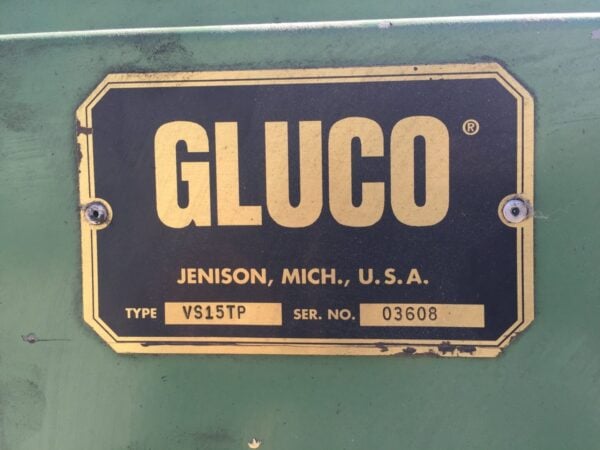 GLUCO®
JENISON, MICH., U.S.A.
TYPE VS15TP SER. NO. 03608